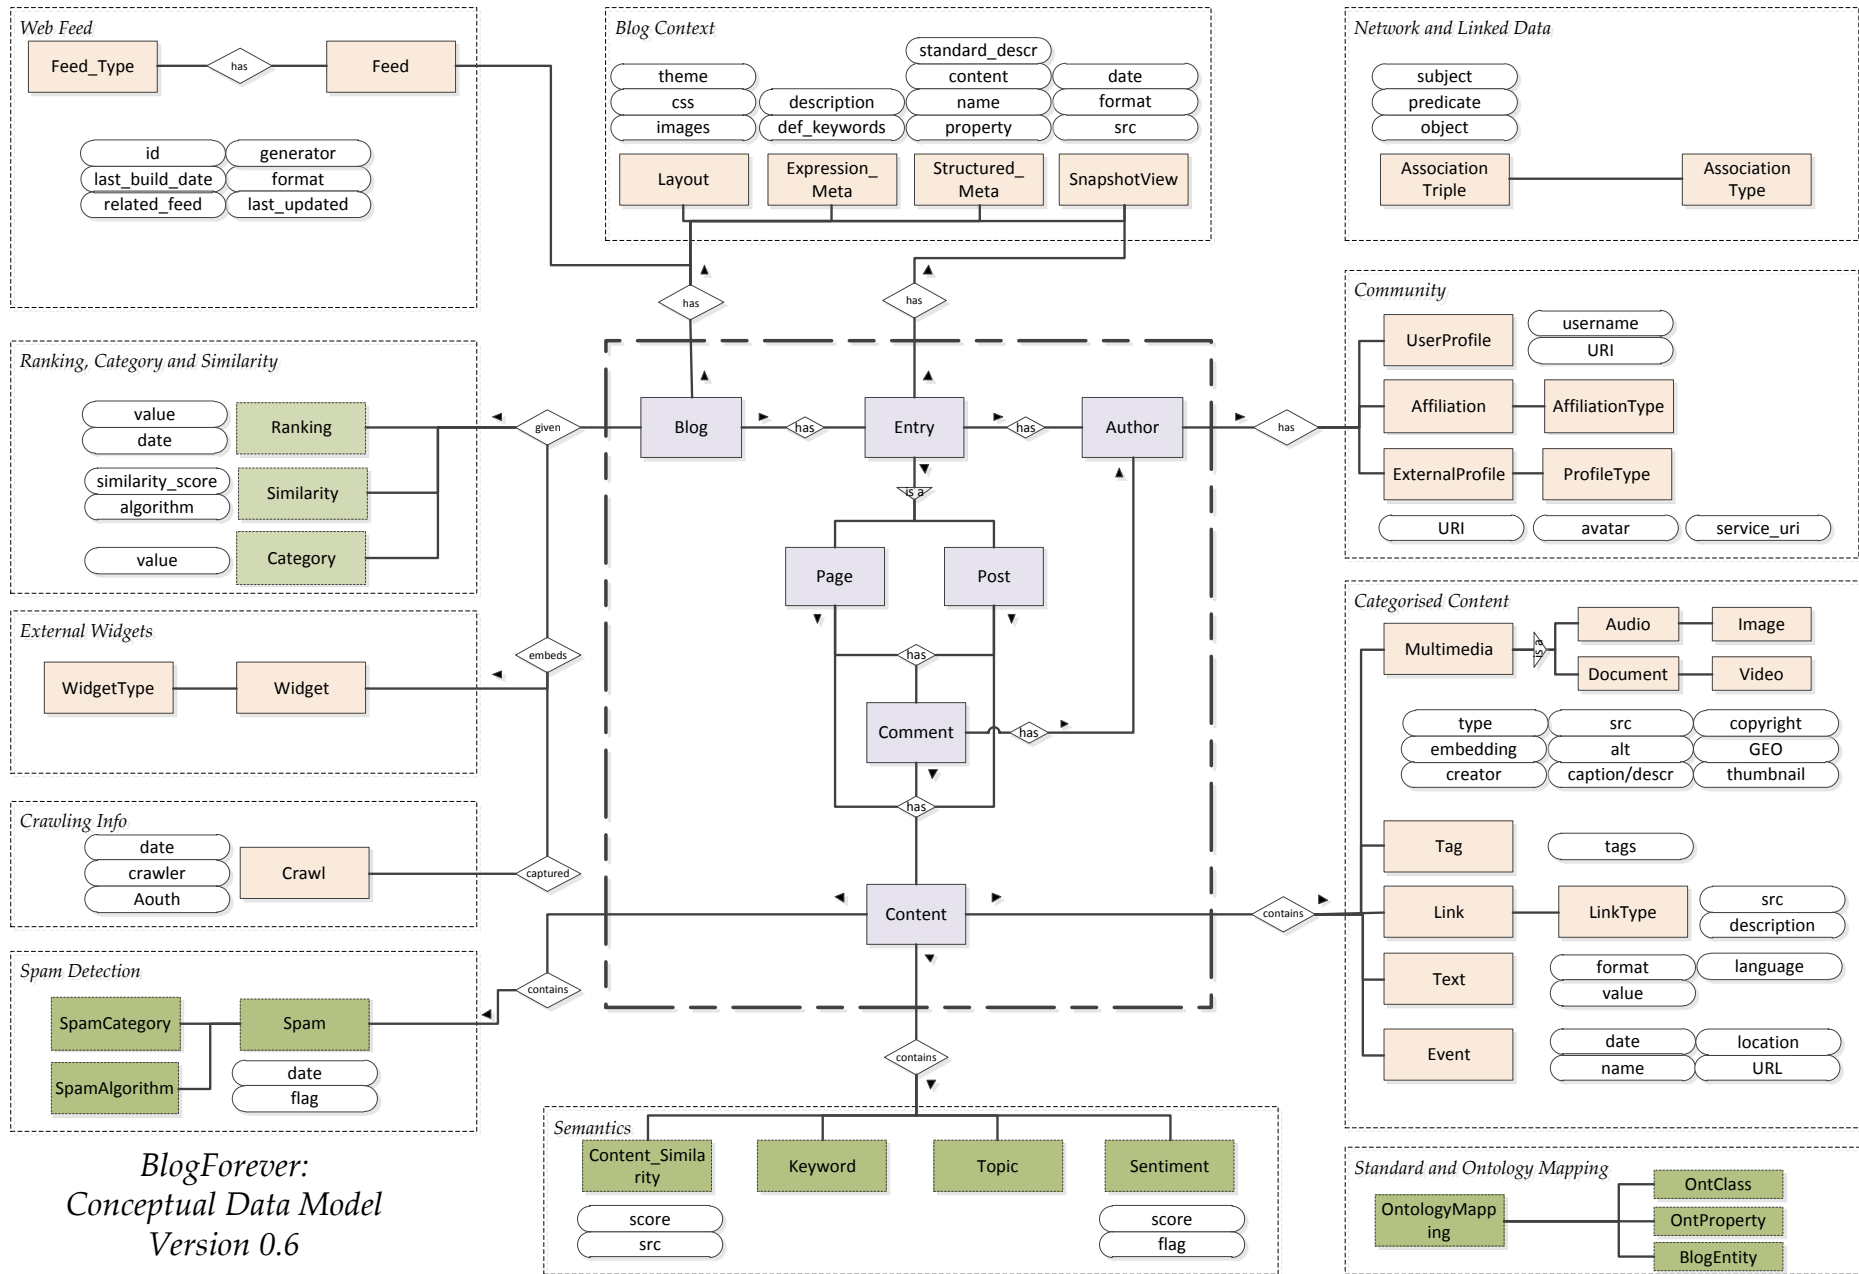 Web Feed
Feed_Type
has
Feed
id
generator
last_build_date
format
related_feed
last_updated
Blog Context
standard_descr
theme
content
date
css
description
name
format
images
def_keywords
property
src
Layout
Expression_
Meta
Structured_
Meta
SnapshotView
Network and Linked Data
subject
predicate
object
Association
Triple
Association
Type
has
has
Community
UserProfile
username
URI
Affiliation
AffiliationType
ExternalProfile
ProfileType
URI
avatar
service_uri
Ranking, Category and Similarity
value
date
Ranking
similarity_score
algorithm
Similarity
value
Category
given
Blog
has
Entry
has
Author
has
is a
Page
Post
has
Comment
has
has
Content
External Widgets
WidgetType
Widget
embeds
Crawling Info
date
crawler
Aouth
Crawl
captured
Spam Detection
SpamCategory
Spam
SpamAlgorithm
date
flag
contains
contains
contains
Categorised Content
Multimedia
is a
Audio
Image
Document
Video
type
src
copyright
embedding
alt
GEO
creator
caption/descr
thumbnail
Tag
tags
Link
LinkType
src
description
Text
format
language
value
Event
date
location
name
URL
Semantics
Content_Simila
rity
Keyword
Topic
Sentiment
score
src
score
flag
Standard and Ontology Mapping
OntologyMapp
ing
OntClass
OntProperty
BlogEntity
BlogForever:
Conceptual Data Model
Version 0.6